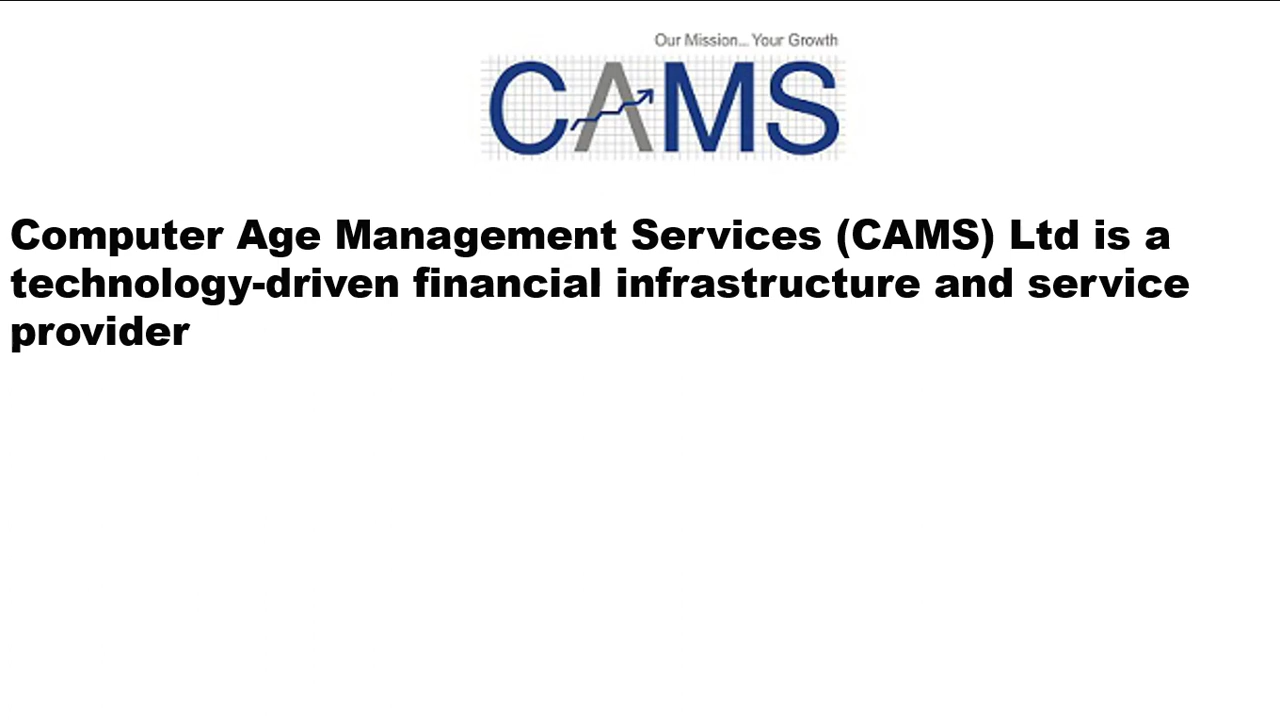 Our Mission... Your Growth
CAMS
Computer Age Management Services (CAMS) Ltd is a
technology-driven financial infrastructure and service
provider